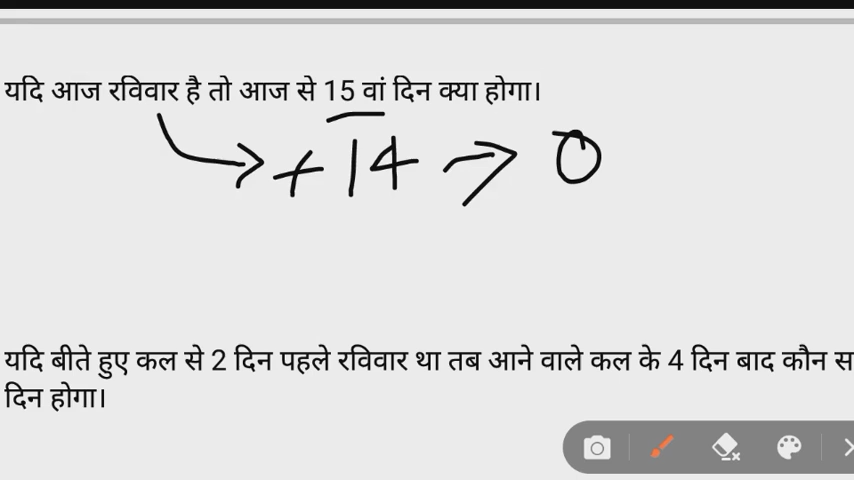 यदि आज रविवार है तो आज से 15 वां दिन क्या होगा।
+14 → 0
यदि बीते हुए कल से 2 दिन पहले रविवार था तब आने वाले कल के 4 दिन बाद कौन स
दिन होगा।